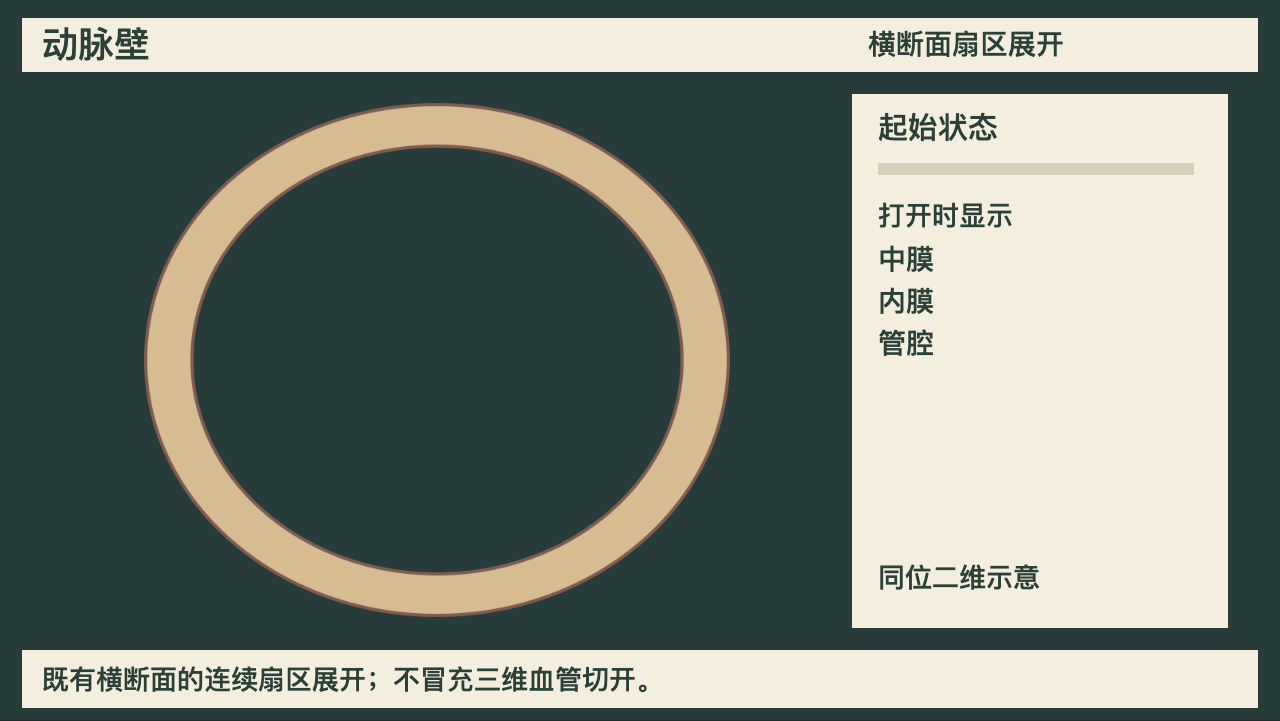 动脉壁
横断面扇区展开
起始状态
打开时显示
中膜
内膜
管腔
同位二维示意
既有横断面的连续扇区展开；不冒充三维血管切开。